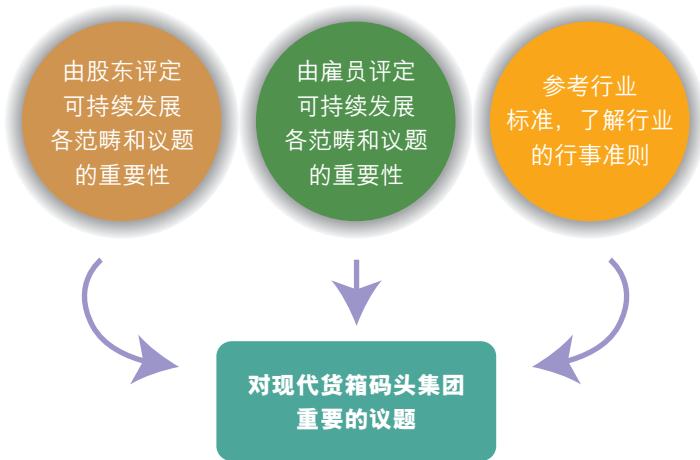 由股东评定
可持续发展
各范畴和议题
的重要性
由雇员评定
可持续发展
各范畴和议题
的重要性
参考行业
标准，了解行业
的行事准则
对现代货箱码头集团
重要的议题